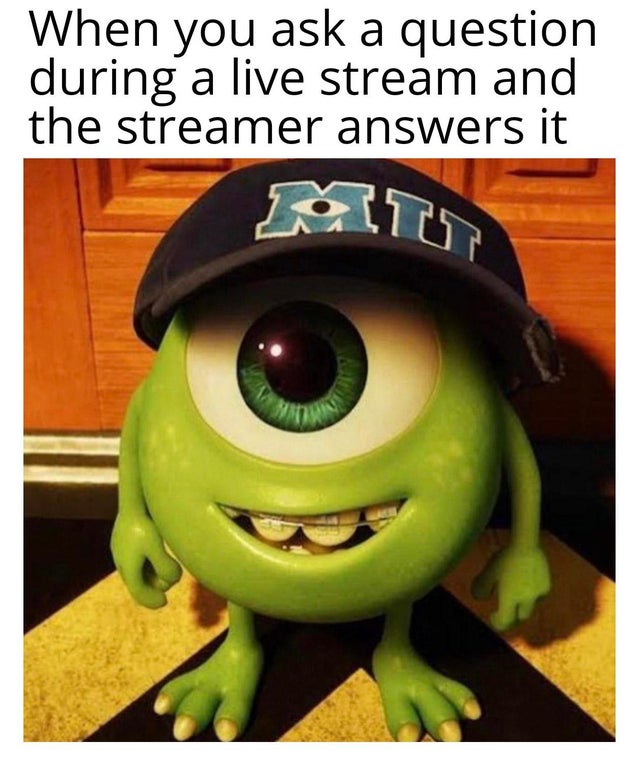 When you ask a question
during a live stream and
the streamer answers it
MU